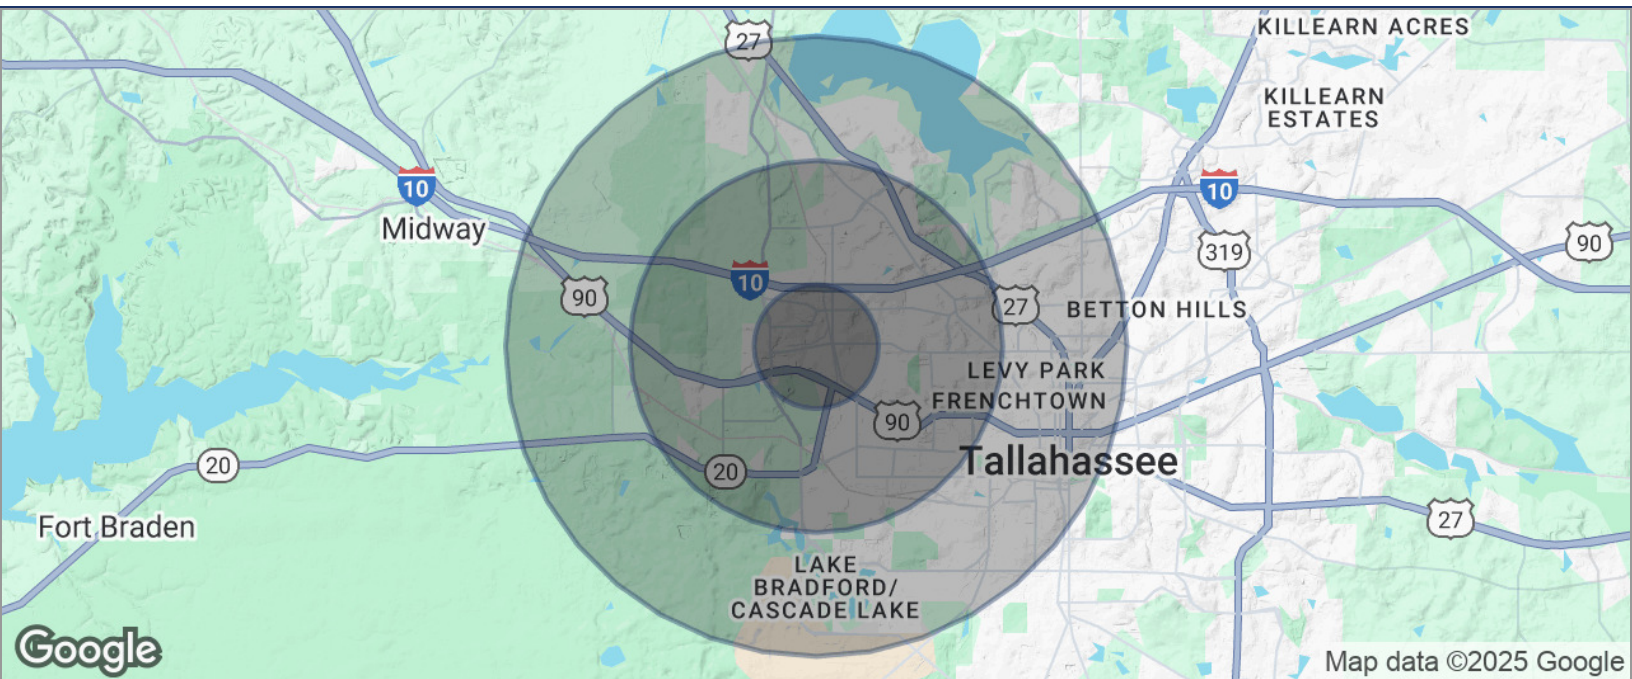 KILLEARN ACRES
27
KILLEARN
ESTATES
10
10
Midway
319
90
10
90
27
BETTON HILLS
LEVY PARK
FRENCHTOWN
90
Tallahassee
20
20
27
Fort Braden
LAKE
BRADFORD/
CASCADE LAKE
Google
Map data ©2025 Google